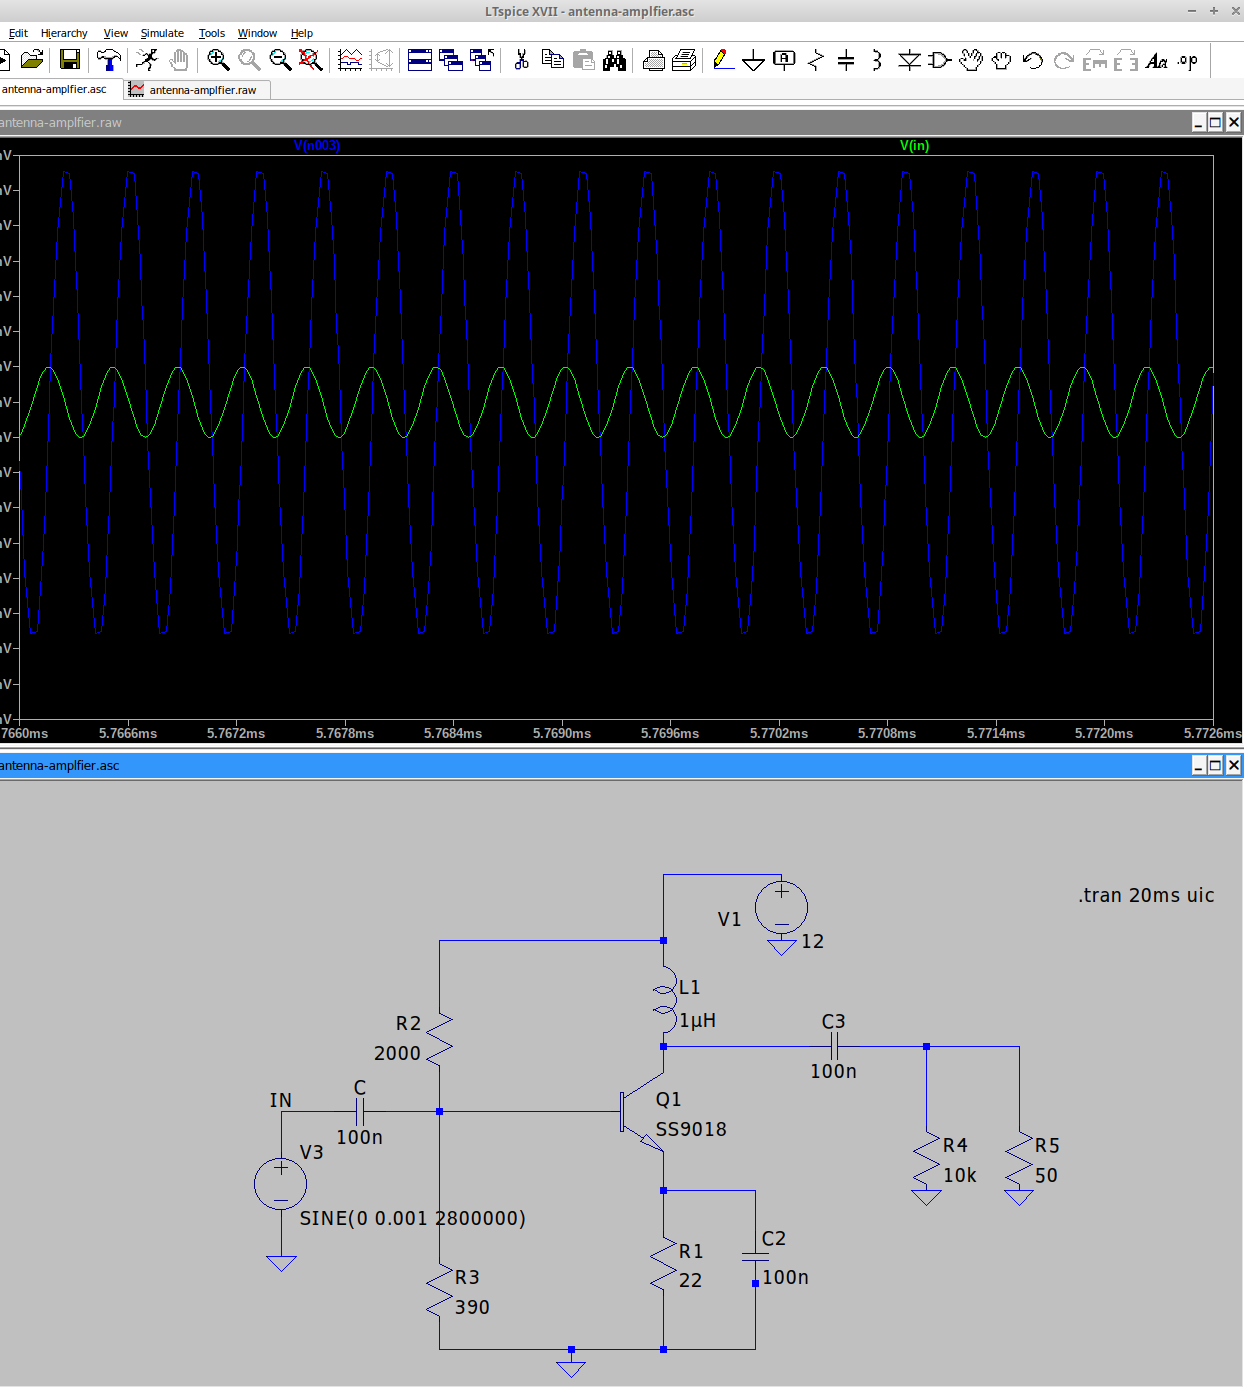 LTspice XVII - antenna-amplfier.asc
Edit Hierarchy View Simulate Tools Window Help
antenna-amplfier.asc antenna-amplfier.raw
antenna-amplfier.raw
V(n003) V(in)
7660ms 5.7666ms 5.7672ms 5.7678ms 5.7684ms 5.7690ms 5.7696ms 5.7702ms 5.7708ms 5.7714ms 5.7720ms 5.7726ms
antenna-amplfier.asc
.tran 20ms uic
V1
12
L1
1µH
R2
2000
C3
100n
IN
C
100n
Q1
SS9018
V3
SINE(0 0.001 2800000)
R4
10k
R5
50
R1
22
C2
100n
R3
390